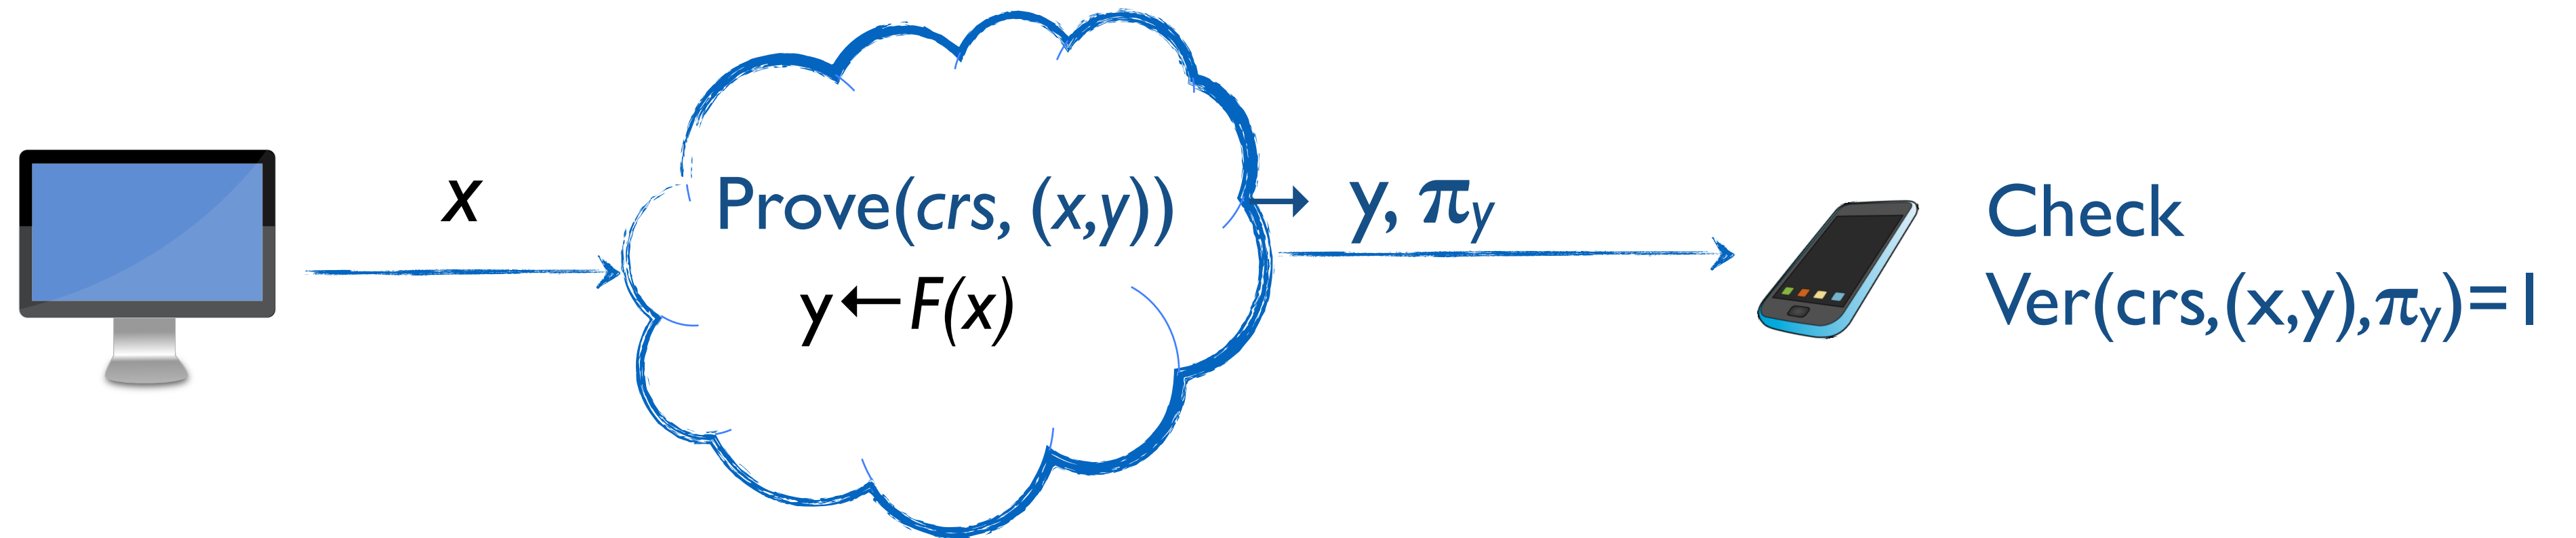 x
Prove(crs, (x,y)) → y, πy
y←F(x)
Check
Ver(crs,(x,y),πy)=1